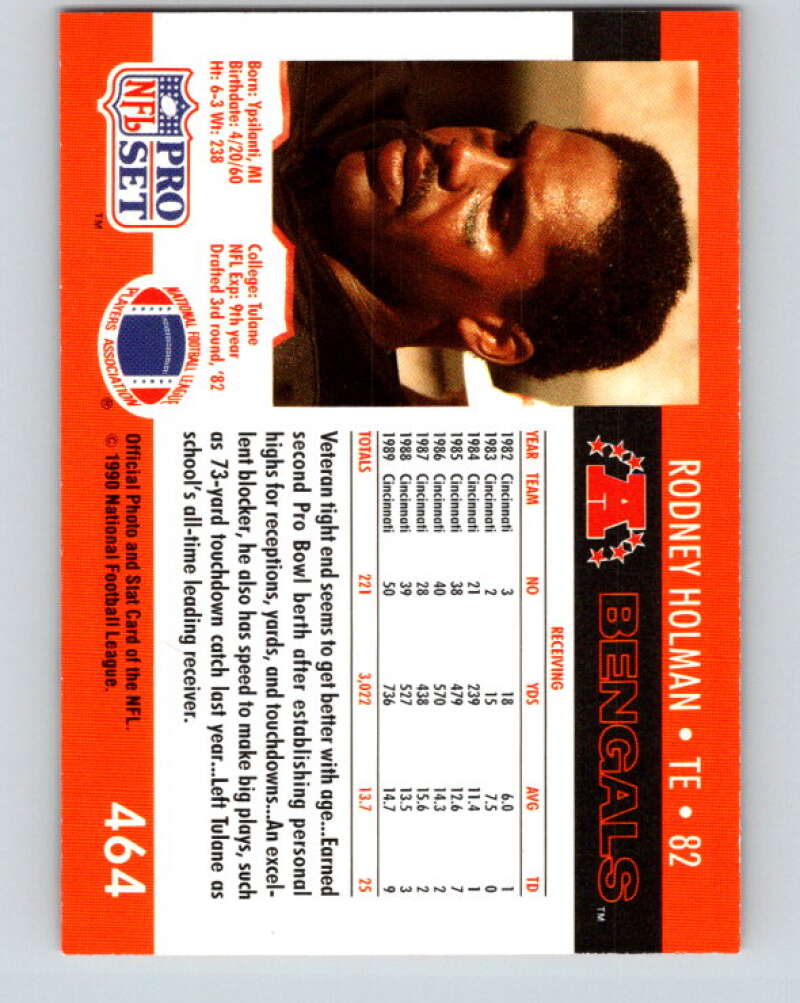 RODNEY HOLMAN • TE • 82
A BENGALS™
Born: Ypsilanti, MI
Birthdate: 4/20/60
Ht: 6-3 Wt: 238
College: Tulane
NFL Exp: 9th year
Drafted 3rd round, '82
RECEIVING
YEAR TEAM NO YDS AVG TD
1982 Cincinnati 3 18 6.0 1
1983 Cincinnati 2 15 7.5 0
1984 Cincinnati 21 239 11.4 1
1985 Cincinnati 38 479 12.6 7
1986 Cincinnati 40 570 14.3 2
1987 Cincinnati 28 438 15.6 2
1988 Cincinnati 39 527 13.5 3
1989 Cincinnati 50 736 14.7 9
TOTALS 221 3,022 13.7 25
Veteran tight end seems to get better with age...Earned
second Pro Bowl berth after establishing personal
highs for receptions, yards, and touchdowns...An excel-
lent blocker, he also has speed to make big plays, such
as 73-yard touchdown catch last year...Left Tulane as
school's all-time leading receiver.
NFL PRO SET™
NATIONAL FOOTBALL LEAGUE
PLAYERS ASSOCIATION®
Official Photo and Stat Card of the NFL.
© 1990 National Football League.
464